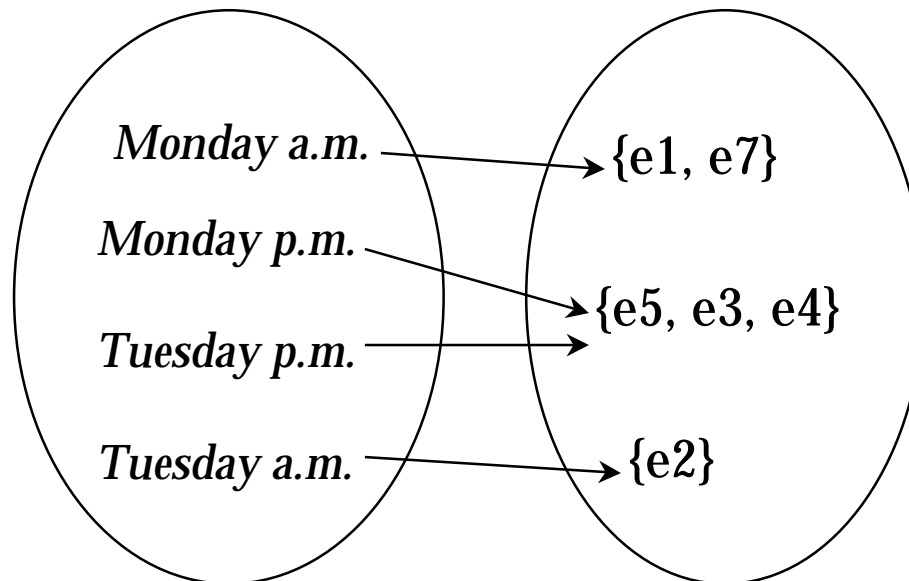 Monday a.m. {e1, e7}
Monday p.m.
{e5, e3, e4}
Tuesday p.m.
Tuesday a.m. {e2}